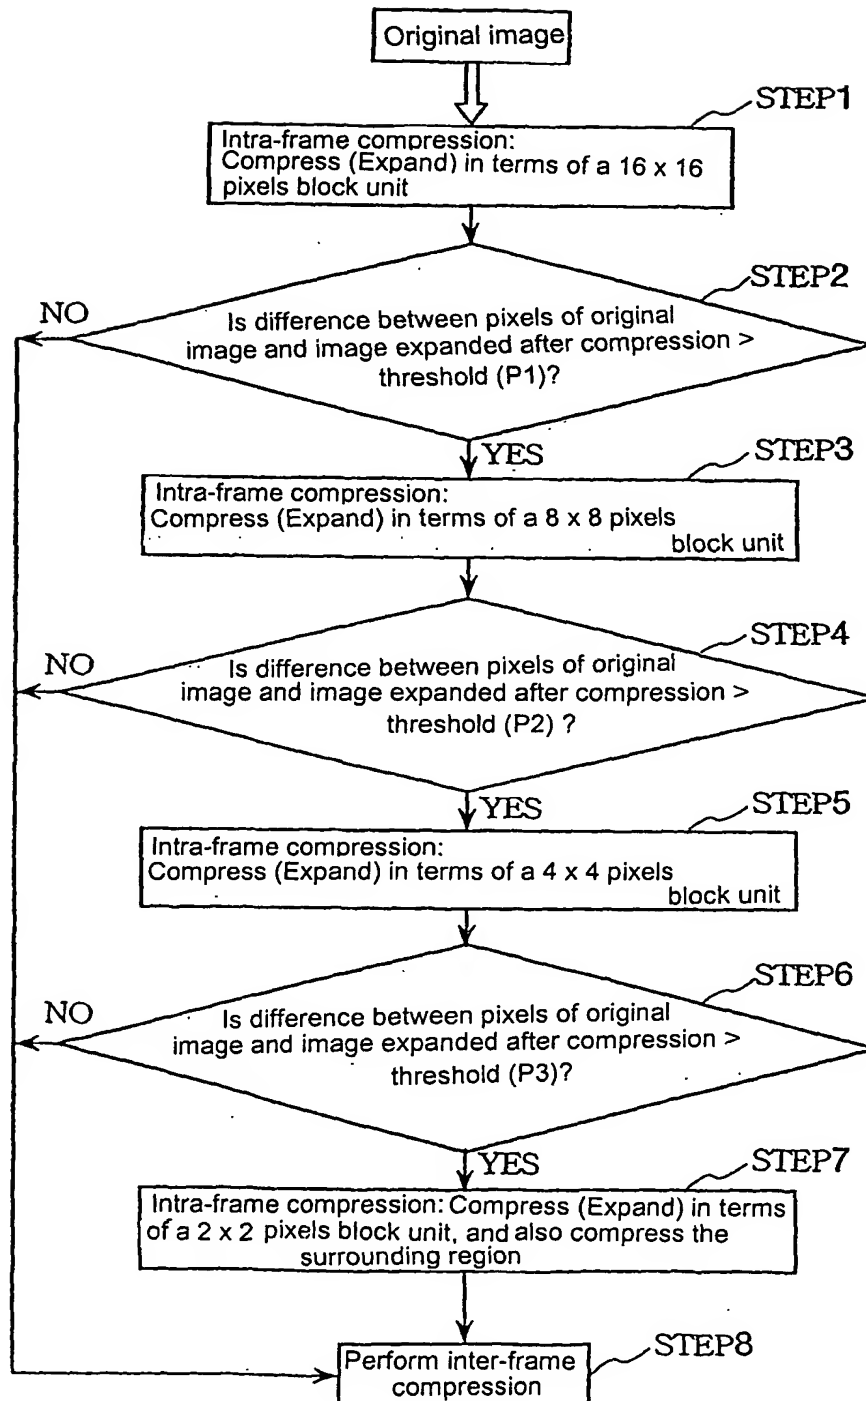 Original image
STEP1
Intra-frame compression:
Compress (Expand) in terms of a 16 x 16
pixels block unit
STEP2
NO
Is difference between pixels of original
image and image expanded after compression >
threshold (P1)?
YES
STEP3
Intra-frame compression:
Compress (Expand) in terms of a 8 x 8 pixels
block unit
STEP4
NO
Is difference between pixels of original
image and image expanded after compression >
threshold (P2) ?
YES
STEP5
Intra-frame compression:
Compress (Expand) in terms of a 4 x 4 pixels
block unit
STEP6
NO
Is difference between pixels of original
image and image expanded after compression >
threshold (P3)?
YES
STEP7
Intra-frame compression: Compress (Expand) in terms
of a 2 x 2 pixels block unit, and also compress the
surrounding region
STEP8
Perform inter-frame
compression